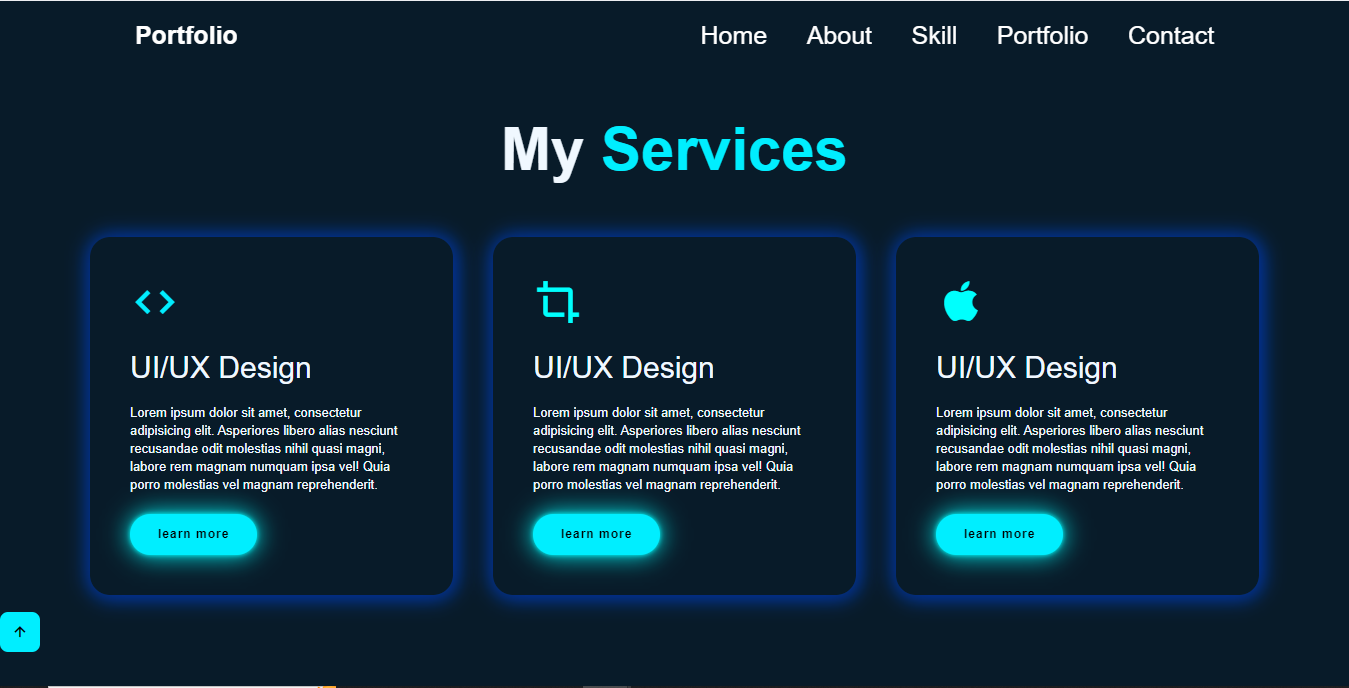 Portfolio
Home About Skill Portfolio Contact
My Services
UI/UX Design
Lorem ipsum dolor sit amet, consectetur
adipisicing elit. Asperiores libero alias nesciunt
recusandae odit molestias nihil quasi magni,
labore rem magnam numquam ipsa vel! Quia
porro molestias vel magnam reprehenderit.
learn more
UI/UX Design
Lorem ipsum dolor sit amet, consectetur
adipisicing elit. Asperiores libero alias nesciunt
recusandae odit molestias nihil quasi magni,
labore rem magnam numquam ipsa vel! Quia
porro molestias vel magnam reprehenderit.
learn more
UI/UX Design
Lorem ipsum dolor sit amet, consectetur
adipisicing elit. Asperiores libero alias nesciunt
recusandae odit molestias nihil quasi magni,
labore rem magnam numquam ipsa vel! Quia
porro molestias vel magnam reprehenderit.
learn more